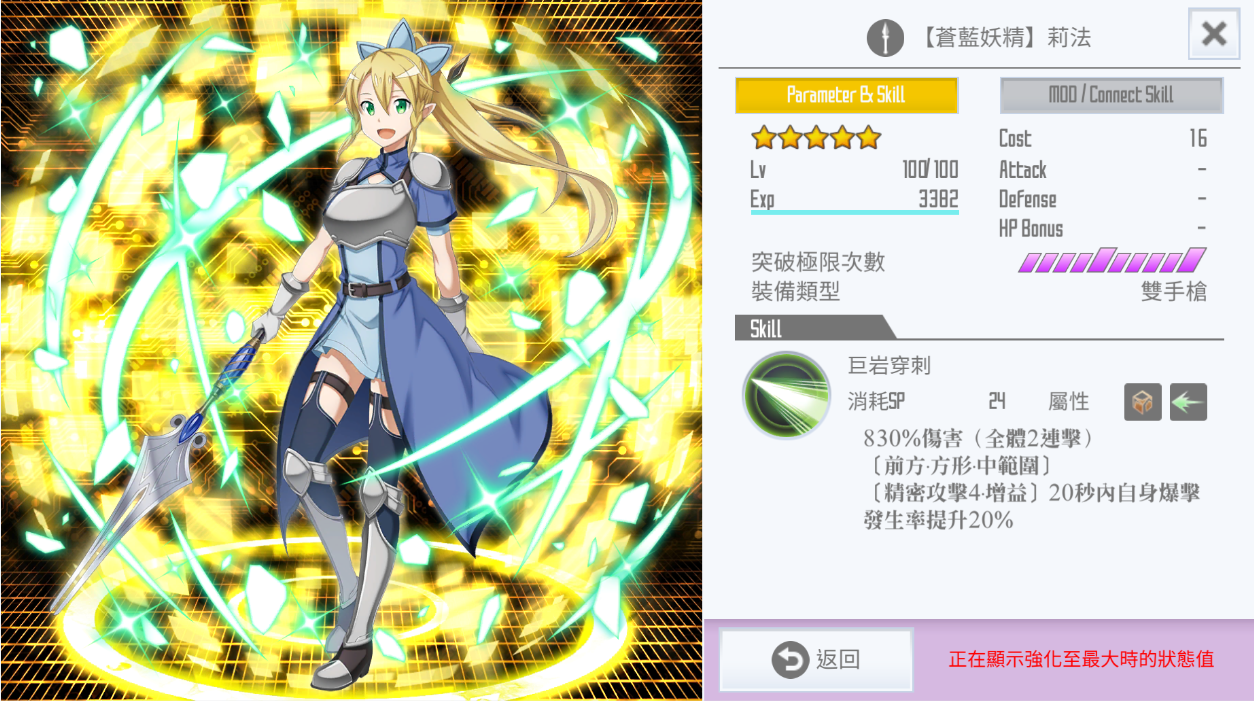 【蒼藍妖精】莉法
Parameter & Skill
MOD / Connect Skill
Lv 100/100
Exp 3382
Cost 16
Attack -
Defense -
HP Bonus -
突破極限次數
裝備類型 雙手槍
Skill
巨岩穿刺
消耗SP 24 屬性
830%傷害（全體2連擊）
〔前方·方形·中範圍〕
〔精密攻擊4·增益〕20秒內自身爆擊
發生率提升20%
返回
正在顯示強化至最大時的狀態值